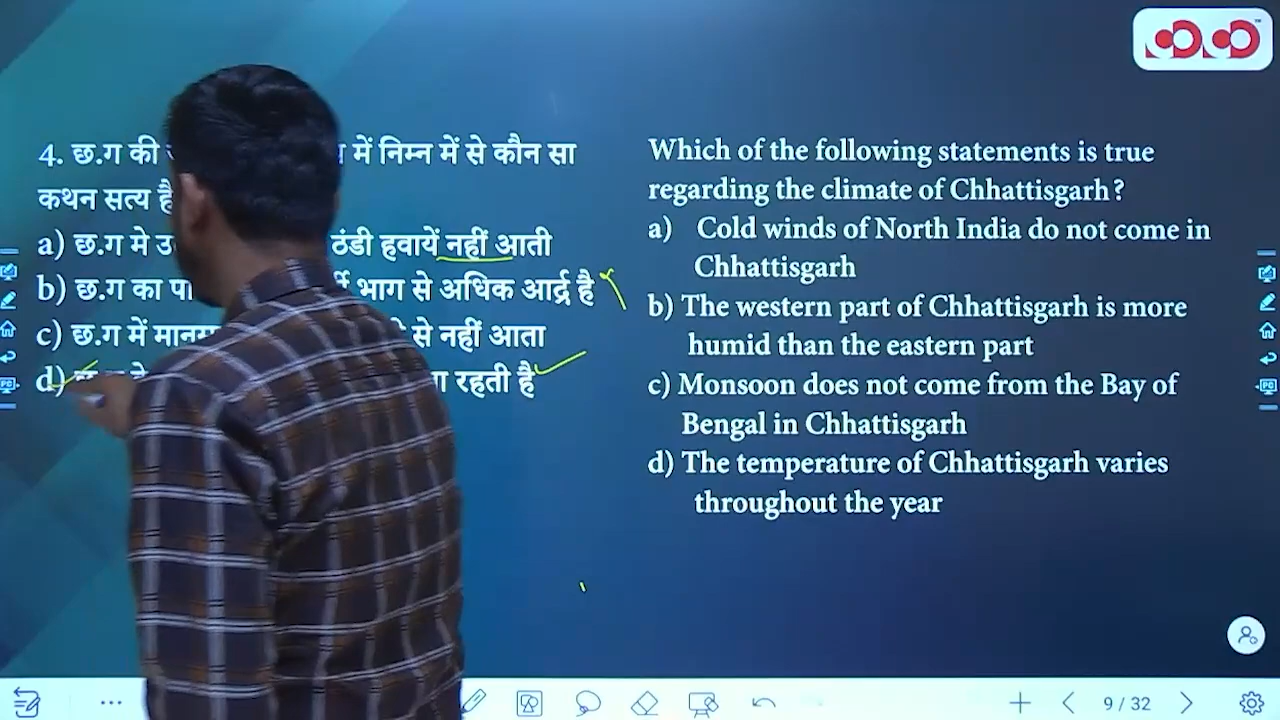 4. छ.ग की में निम्न में से कौन सा
कथन सत्य है
a) छ.ग मे ठंडी हवायें नहीं आती
b) छ.ग का भाग से अधिक आर्द्र है
c) छ.ग में से नहीं आता
d) रहती है
Which of the following statements is true
regarding the climate of Chhattisgarh?
a) Cold winds of North India do not come in
Chhattisgarh
b) The western part of Chhattisgarh is more
humid than the eastern part
c) Monsoon does not come from the Bay of
Bengal in Chhattisgarh
d) The temperature of Chhattisgarh varies
throughout the year
9 / 32